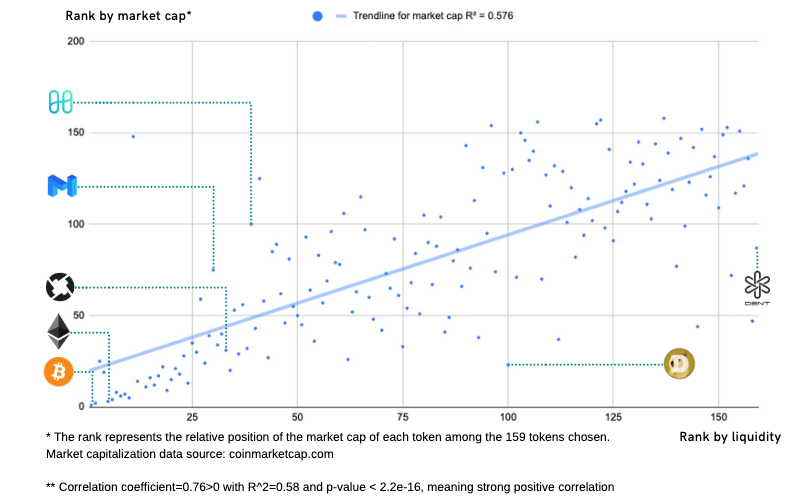 Rank by market cap*
Trendline for market cap R² = 0.576
200
150
100
50
0
25
50
75
100
125
150
DENT
* The rank represents the relative position of the market cap of each token among the 159 tokens chosen.
Rank by liquidity
Market capitalization data source: coinmarketcap.com
** Correlation coefficient=0.76>0 with R^2=0.58 and p-value < 2.2e-16, meaning strong positive correlation